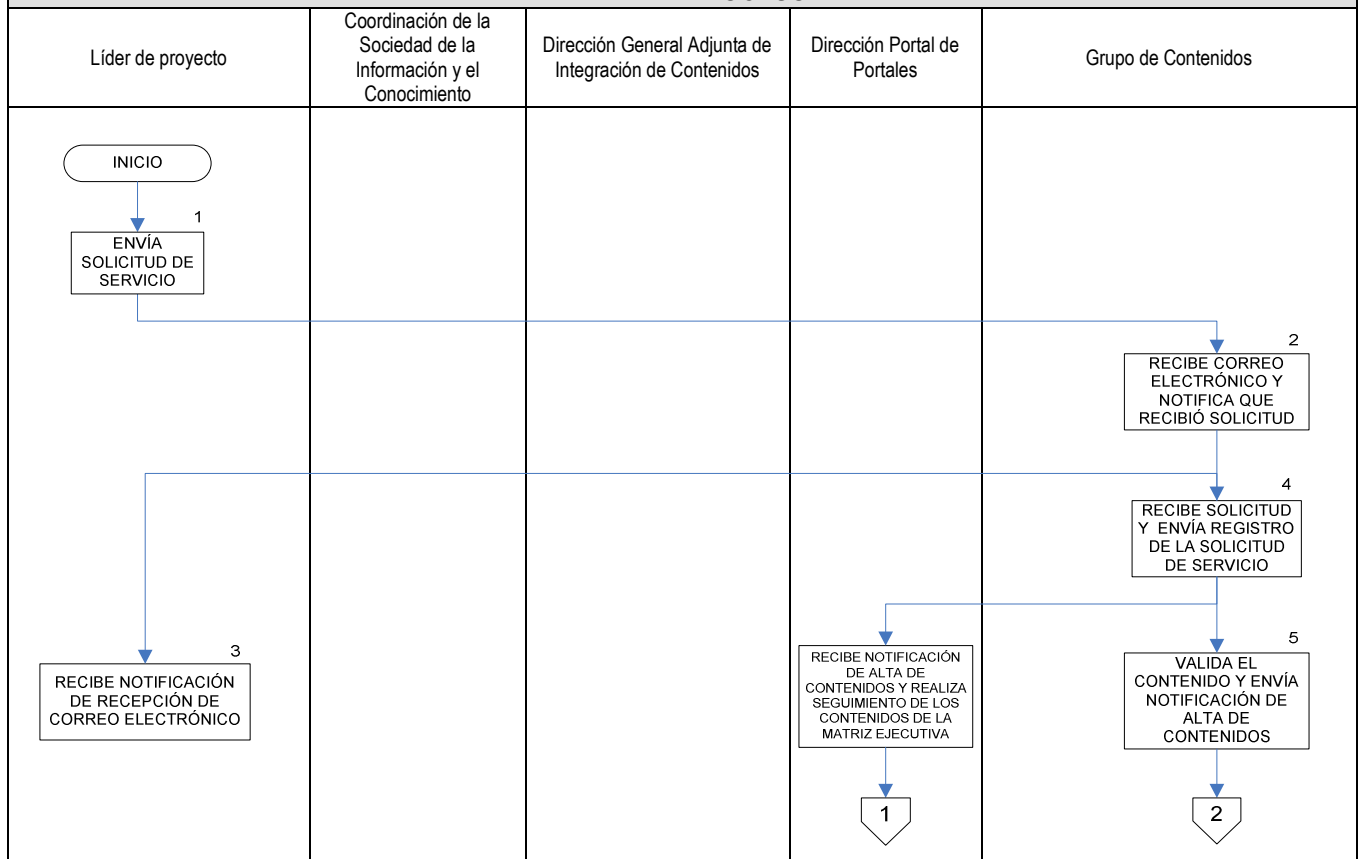 Líder de proyecto
Coordinación de la
Sociedad de la
Información y el
Conocimiento
Dirección General Adjunta de
Integración de Contenidos
Dirección Portal de
Portales
Grupo de Contenidos
INICIO
1
ENVÍA
SOLICITUD DE
SERVICIO
2
RECIBE CORREO
ELECTRÓNICO Y
NOTIFICA QUE
RECIBIÓ SOLICITUD
4
RECIBE SOLICITUD
Y ENVÍA REGISTRO
DE LA SOLICITUD
DE SERVICIO
3
RECIBE NOTIFICACIÓN
DE RECEPCIÓN DE
CORREO ELECTRÓNICO
RECIBE NOTIFICACIÓN
DE ALTA DE
CONTENIDOS Y REALIZA
SEGUIMIENTO DE LOS
CONTENIDOS DE LA
MATRIZ EJECUTIVA
5
VALIDA EL
CONTENIDO Y ENVÍA
NOTIFICACIÓN DE
ALTA DE
CONTENIDOS
1
2